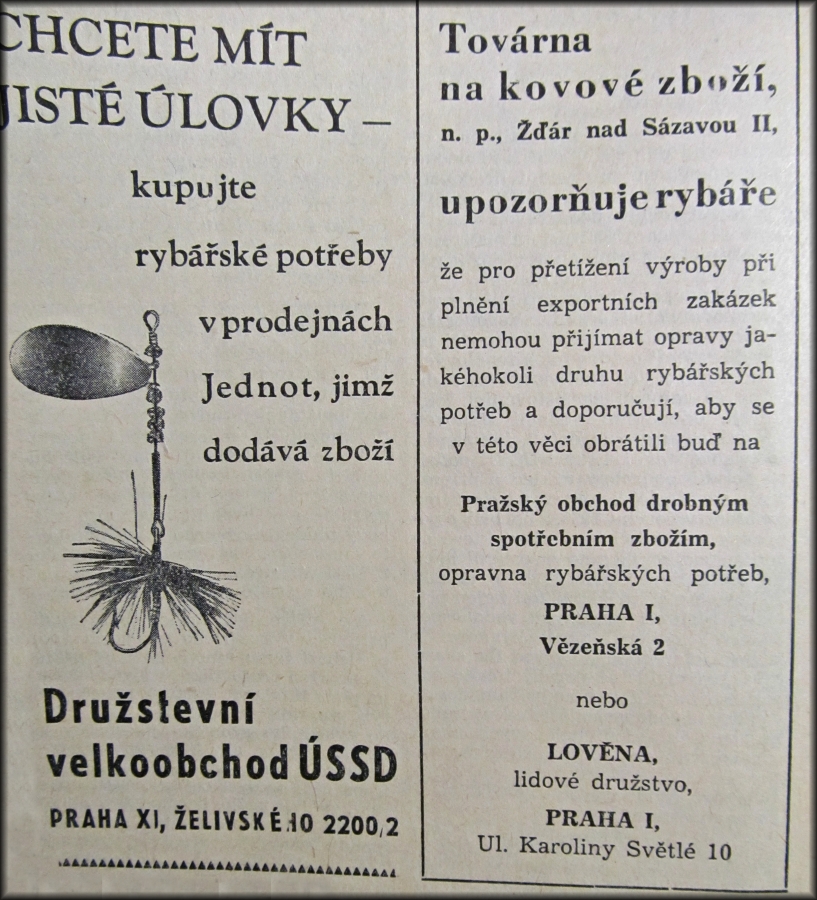 CHCETE MÍT
JISTÉ ÚLOVKY –
kupujte
rybářské potřeby
v prodejnách
Jednot, jimž
dodává zboží
Družstevní
velkoobchod ÚSSD
PRAHA XI, ŽELIVSKÉHO 2200/2
Továrna
na kovové zboží,
n. p., Žďár nad Sázavou II,
upozorňuje rybáře
že pro přetížení výroby při
plnění exportních zakázek
nemohou přijímat opravy ja-
kéhokoli druhu rybářských
potřeb a doporučují, aby se
v této věci obrátili buď na
Pražský obchod drobným
spotřebním zbožím,
opravna rybářských potřeb,
PRAHA I,
Vězeňská 2
nebo
LOVĚNA,
lidové družstvo,
PRAHA I,
Ul. Karoliny Světlé 10